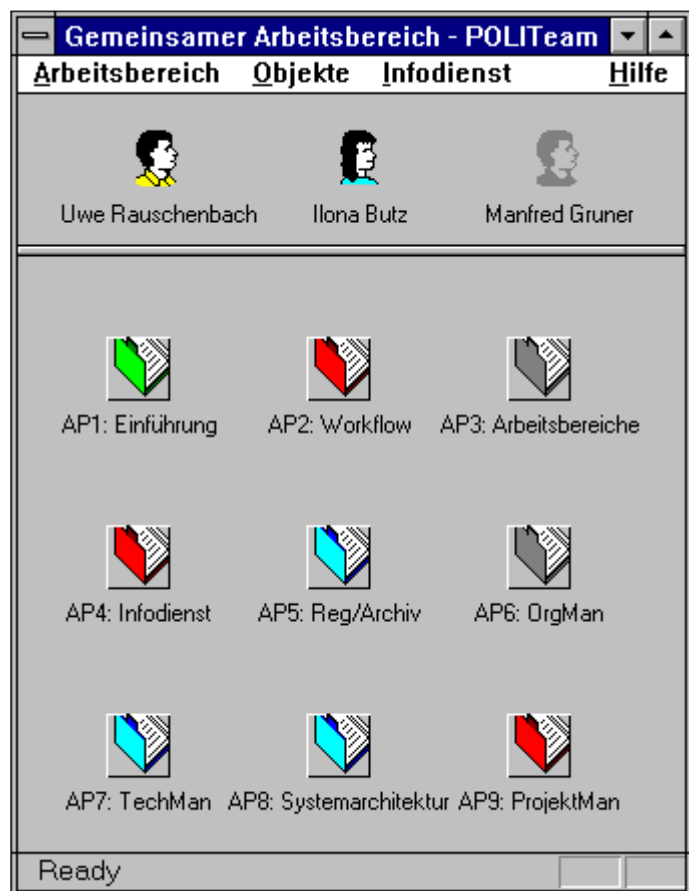 Gemeinsamer Arbeitsbereich - POLITeam
Arbeitsbereich Objekte Infodienst Hilfe
Uwe Rauschenbach Ilona Butz Manfred Gruner
AP1: Einführung AP2: Workflow AP3: Arbeitsbereiche
AP4: Infodienst AP5: Reg/Archiv AP6: OrgMan
AP7: TechMan AP8: Systemarchitektur AP9: ProjektMan
Ready